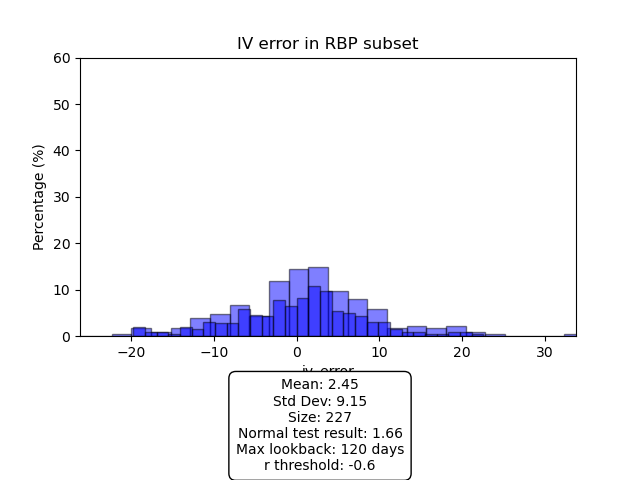 IV error in RBP subset
60
50
40
30
20
10
0
Percentage (%)
−20
−10
0
10
20
30
iv_error
Mean: 2.45
Std Dev: 9.15
Size: 227
Normal test result: 1.66
Max lookback: 120 days
r threshold: -0.6